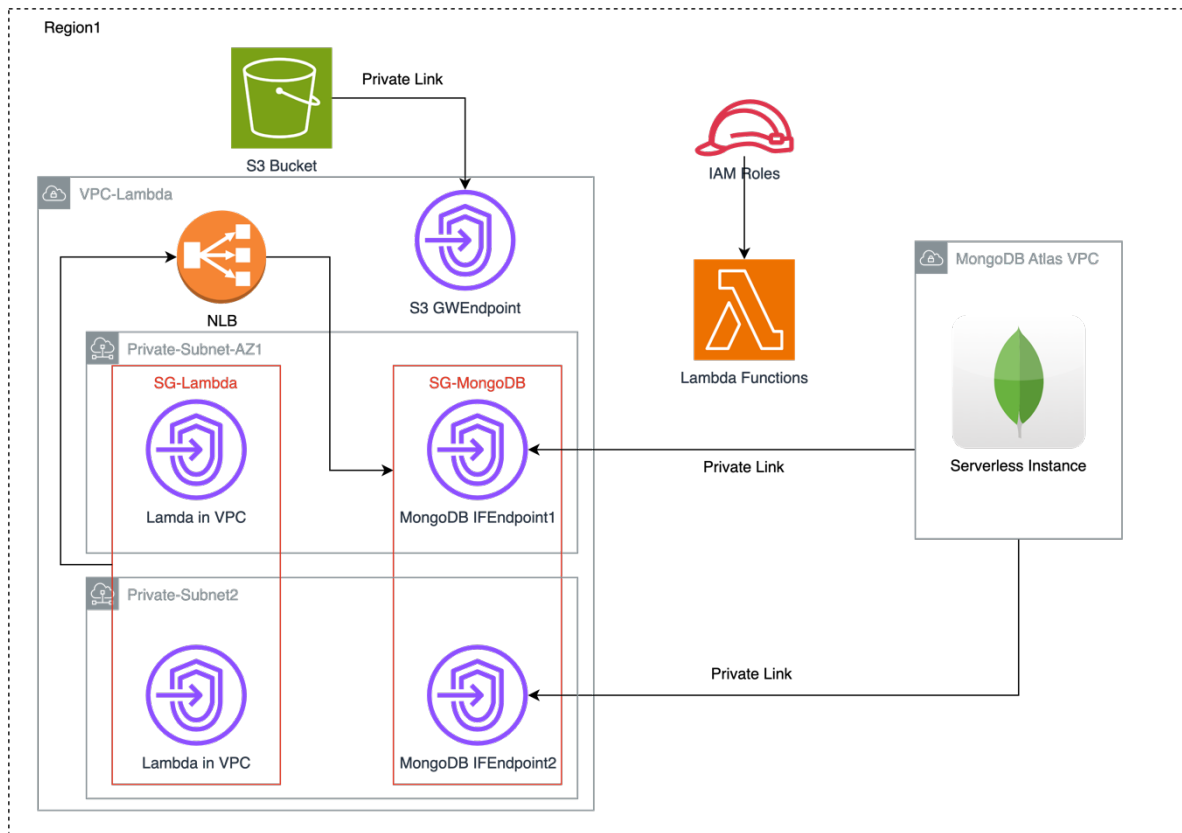 Region1
Private Link
S3 Bucket
IAM Roles
VPC-Lambda
S3 GWEndpoint
NLB
MongoDB Atlas VPC
Private-Subnet-AZ1
SG-Lambda
SG-MongoDB
Lambda Functions
Lamda in VPC
MongoDB IFEndpoint1
Private Link
Serverless Instance
Private-Subnet2
Private Link
Lambda in VPC
MongoDB IFEndpoint2